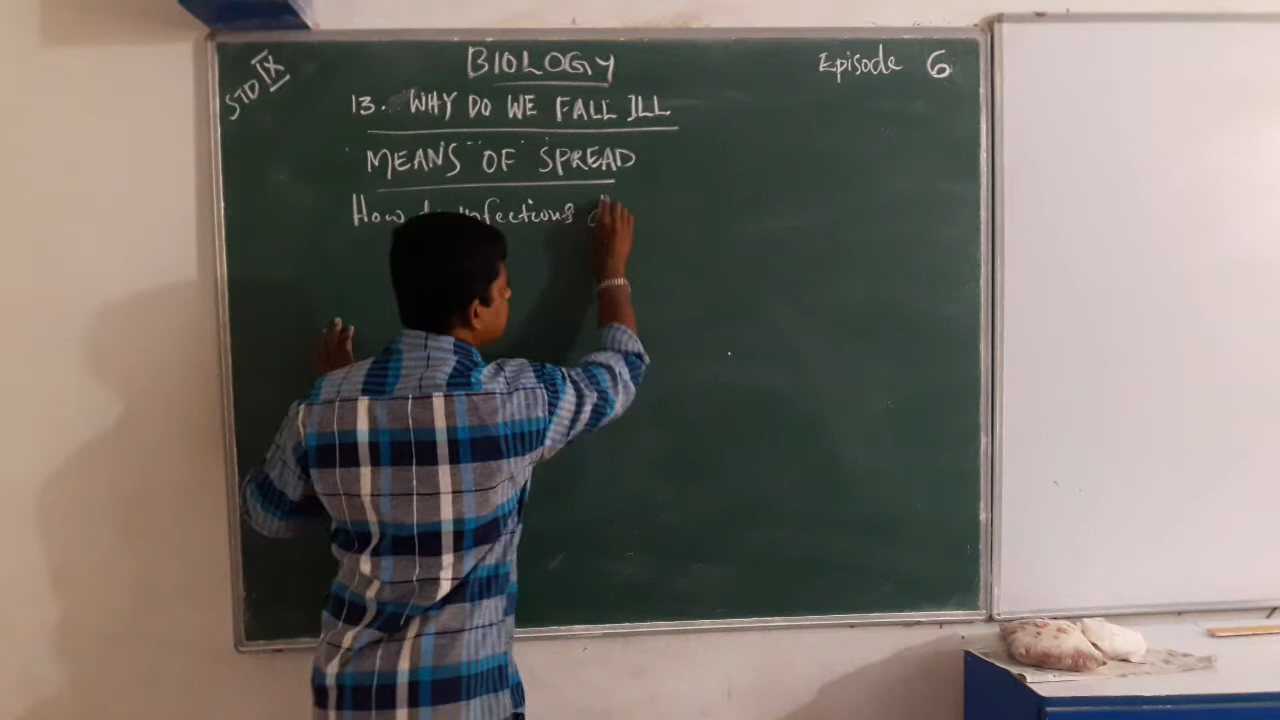 STD IX
BIOLOGY
Episode 6
13. WHY DO WE FALL ILL
MEANS OF SPREAD
How do infectious